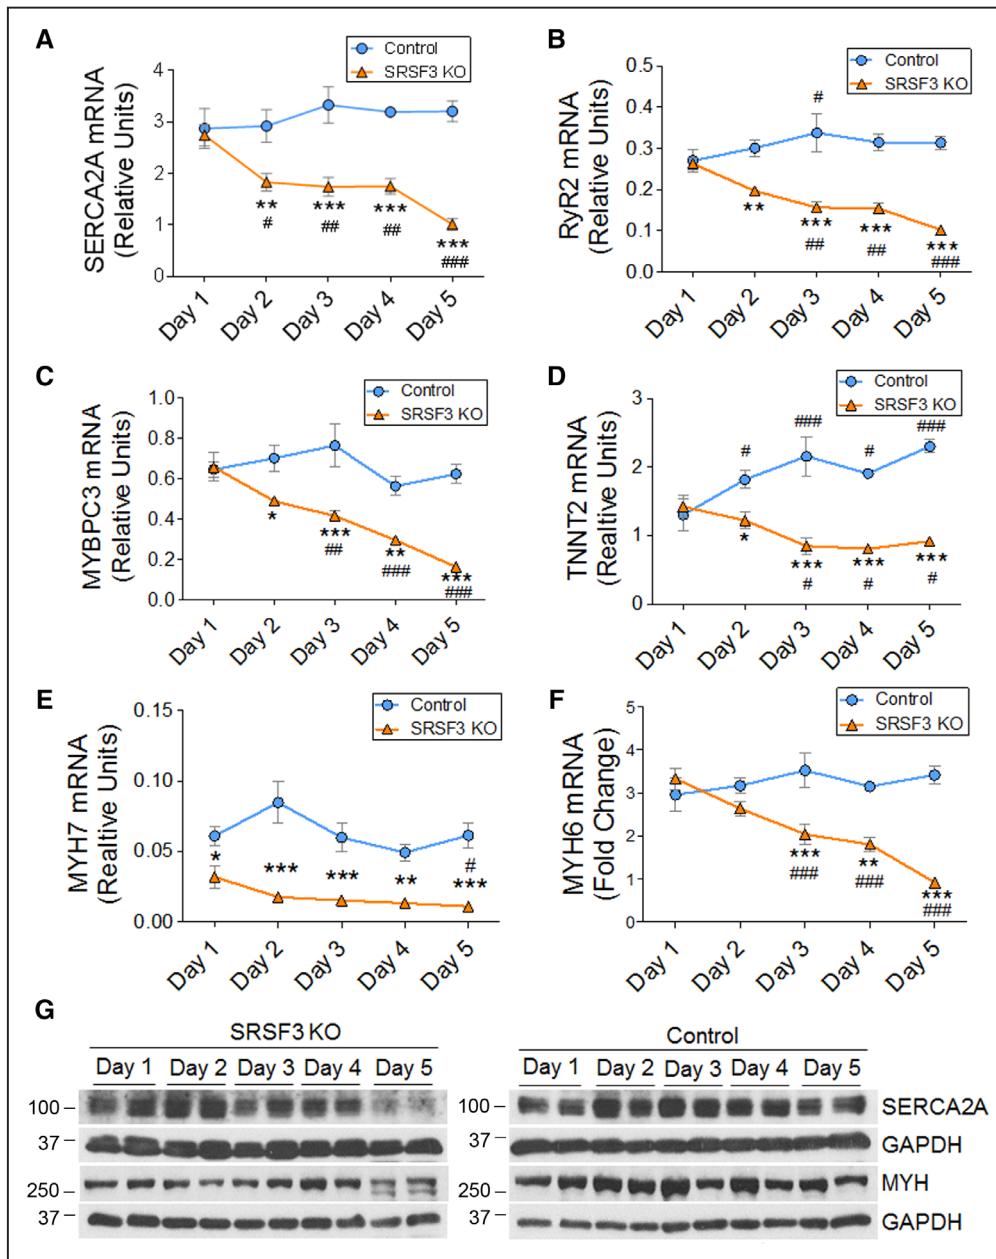 A
Control
SRSF3 KO
SERCA2A mRNA
(Relative Units)
4
3
2
1
0
**
#
***
##
***
##
***
###
Day 1
Day 2
Day 3
Day 4
Day 5
B
Control
SRSF3 KO
RyR2 mRNA
(Relative Units)
0.5
0.4
0.3
0.2
0.1
0.0
#
**
***
##
***
##
***
###
Day 1
Day 2
Day 3
Day 4
Day 5
C
Control
SRSF3 KO
MYBPC3 mRNA
(Relative Units)
1.0
0.8
0.6
0.4
0.2
0.0
*
***
##
**
###
***
###
Day 1
Day 2
Day 3
Day 4
Day 5
D
Control
SRSF3 KO
TNNT2 mRNA
(Realtive Units)
3
2
1
0
#
###
#
###
*
***
#
***
#
***
#
Day 1
Day 2
Day 3
Day 4
Day 5
E
Control
SRSF3 KO
MYH7 mRNA
(Realtive Units)
0.15
0.10
0.05
0.00
*
***
***
**
#
***
Day 1
Day 2
Day 3
Day 4
Day 5
F
Control
SRSF3 KO
MYH6 mRNA
(Fold Change)
5
4
3
2
1
0
***
###
**
###
***
###
Day 1
Day 2
Day 3
Day 4
Day 5
G
SRSF3 KO
Control
Day 1 Day 2 Day 3 Day 4 Day 5
Day 1 Day 2 Day 3 Day 4 Day 5
100
100
SERCA2A
37
37
GAPDH
250
250
MYH
37
37
GAPDH